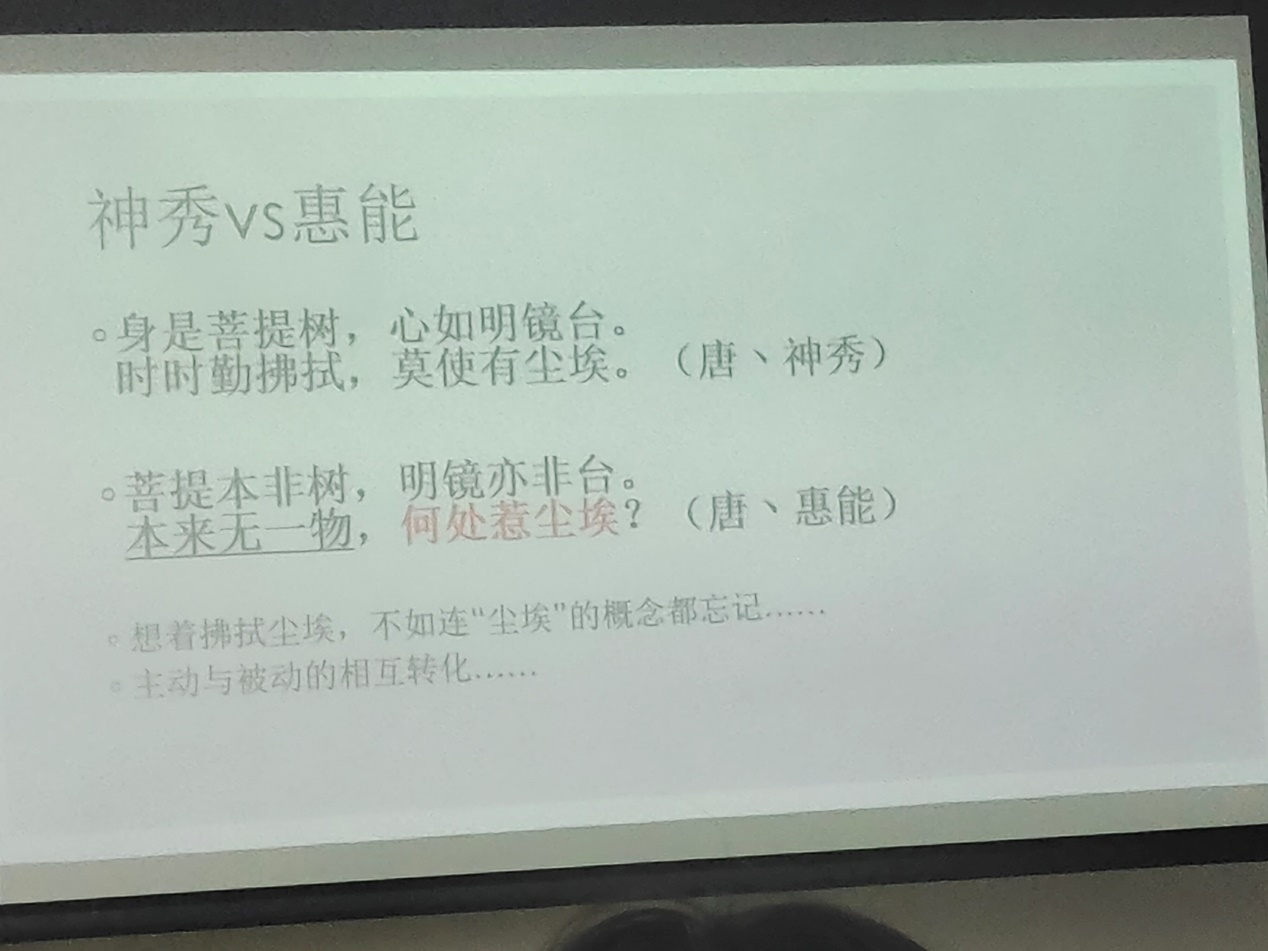 神秀vs惠能
◦身是菩提树，心如明镜台。
时时勤拂拭，莫使有尘埃。（唐、神秀）
◦菩提本非树，明镜亦非台。
本来无一物，何处惹尘埃？（唐、惠能）
◦想着拂拭尘埃，不如连“尘埃”的概念都忘记……
◦主动与被动的相互转化……